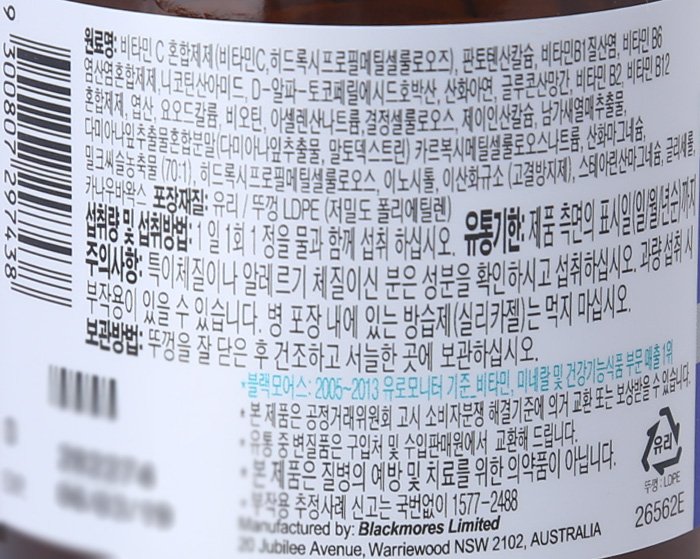 원료명: 비타민 C 혼합제제(비타민C,히드록시프로필메틸셀룰로오즈), 판토텐산칼슘, 비타민B1질산염, 비타민 B6
염산염혼합제제,니코틴산아미드, D-알파-토코페릴에시드호박산, 산화아연, 글루콘산망간, 비타민 B2, 비타민 B12
혼합제제, 엽산, 요오드칼륨, 비오틴, 아셀렌산나트륨, 결정셀룰로오스, 제이인산칼슘, 남가새열매추출물,
다미아나잎추출물혼합분말(다미아나잎추출물, 말토덱스트린) 카르복시메틸셀룰로오스나트륨, 산화마그네슘,
밀크씨슬농축물 (70:1), 히드록시프로필메틸셀룰로오스, 이노시톨, 이산화규소 (고결방지제), 스테아린산마그네슘, 글리세롤,
카나우바왁스 포장재질: 유리 / 뚜껑 LDPE (저밀도 폴리에틸렌)
섭취량 및 섭취방법: 1 일 1회 1 정을 물과 함께 섭취 하십시오. 유통기한: 제품 측면의 표시일(일/월/년순)까지
주의사항: 특이체질이나 알레르기 체질이신 분은 성분을 확인하시고 섭취하십시오. 과량 섭취 시
부작용이 있을 수 있습니다. 병 포장 내에 있는 방습제(실리카겔)는 먹지 마십시오.
보관방법: 뚜껑을 잘 닫은 후 건조하고 서늘한 곳에 보관하십시오.
*블랙모어스: 2005~2013 유로모니터 기준_비타민, 미네랄 및 건강기능식품 부문 매출 1위
* 본 제품은 공정거래위원회 고시 소비자분쟁 해결기준에 의거 교환 또는 보상받을 수 있습니다.
* 유통 중 변질품은 구입처 및 수입판매원에서 교환해 드립니다.
* 본 제품은 질병의 예방 및 치료를 위한 의약품이 아닙니다.
* 부작용 추정사례 신고는 국번없이 1577-2488
Manufactured by: Blackmores Limited
20 Jubilee Avenue, Warriewood NSW 2102, AUSTRALIA
유리
뚜껑 : LDPE
26562E
9 300807 297438